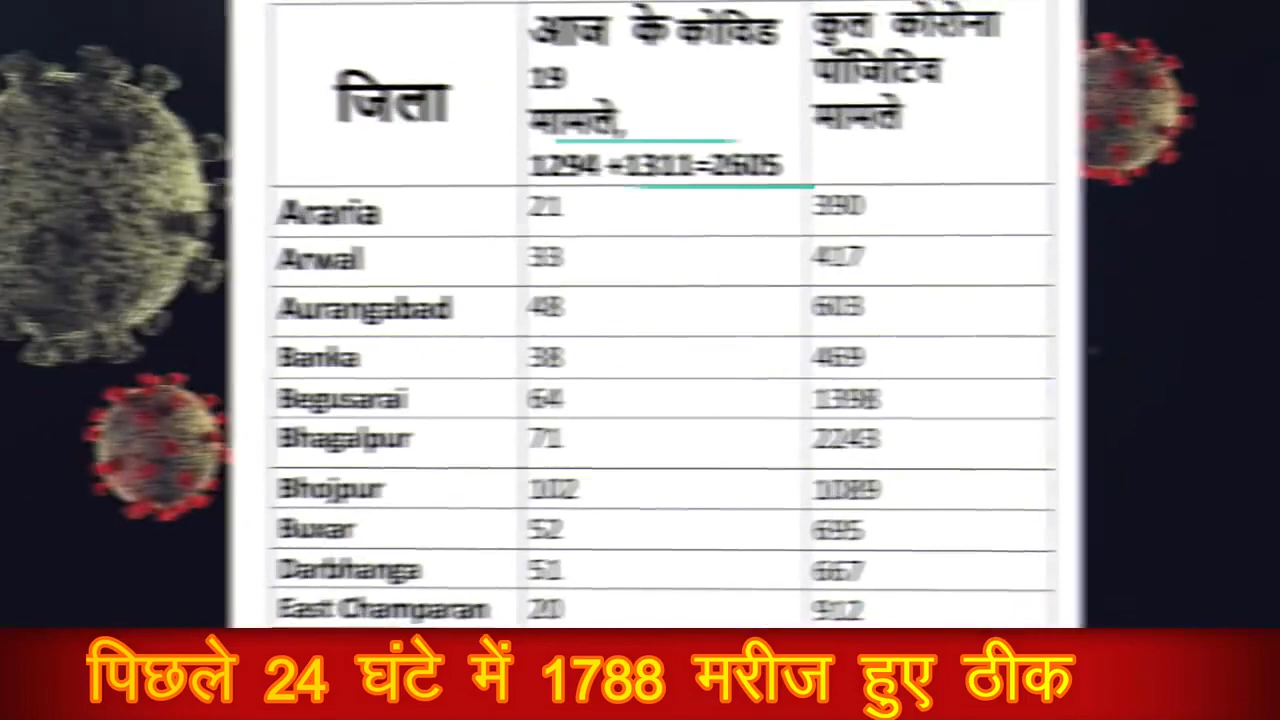 जिला
आज के कोविड
19
मामले,
1294 +1311=2605
कुल कोरोना
पॉजिटिव
मामले
Araria 21 390
Arwal 33 417
Aurangabad 48 603
Banka 38 469
Begusarai 64 1398
Bhagalpur 71 2243
Bhojpur 102 1089
Buxar 52 695
Darbhanga 51 667
East Champaran 20 912
पिछले 24 घंटे में 1788 मरीज हुए ठीक